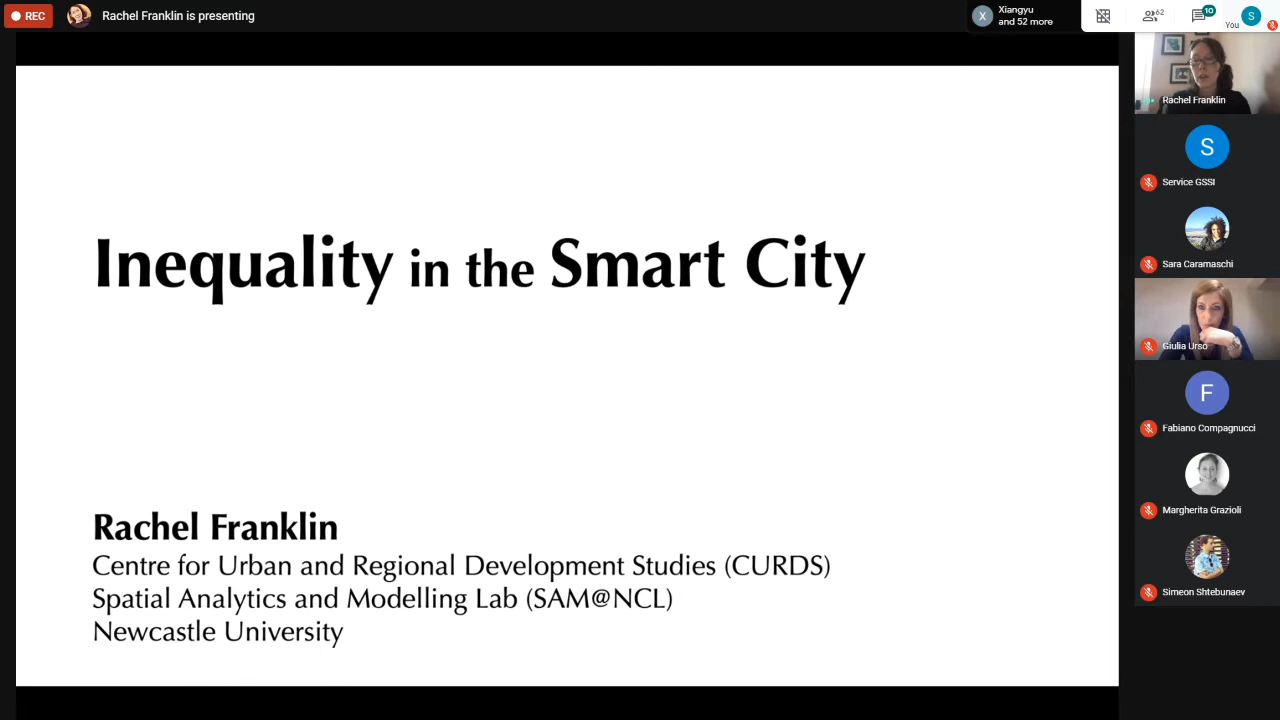 REC
Rachel Franklin is presenting
X
Xiangyu
and 52 more
62
10
You
S
Inequality in the Smart City
Rachel Franklin
Centre for Urban and Regional Development Studies (CURDS)
Spatial Analytics and Modelling Lab (SAM@NCL)
Newcastle University
Rachel Franklin
S
Service GSSI
Sara Caramaschi
Giulia Urso
F
Fabiano Compagnucci
Margherita Grazioli
Simeon Shtebunaev